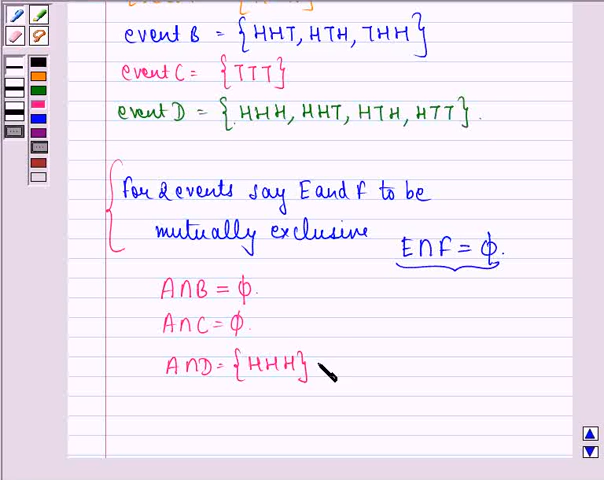 event B = {HHT, HTH, THH}
event C = {TTT}
event D = {HHH, HHT, HTH, HTT}.
For 2 events say E and F to be
mutually exclusive
E∩F = ϕ.
A∩B = ϕ.
A∩C = ϕ.
A∩D = {HHH}